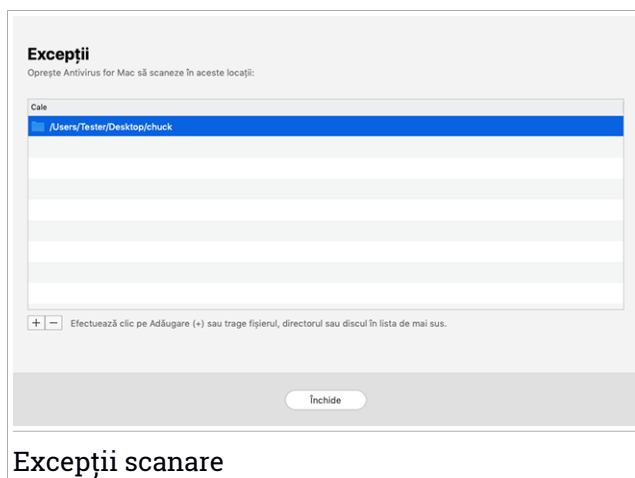 Excepții
Oprește Antivirus for Mac să scaneze în aceste locații:
Cale
/Users/Tester/Desktop/chuck
+ − Efectuează clic pe Adăugare (+) sau trage fișierul, directorul sau discul în lista de mai sus.
Închide
Excepții scanare